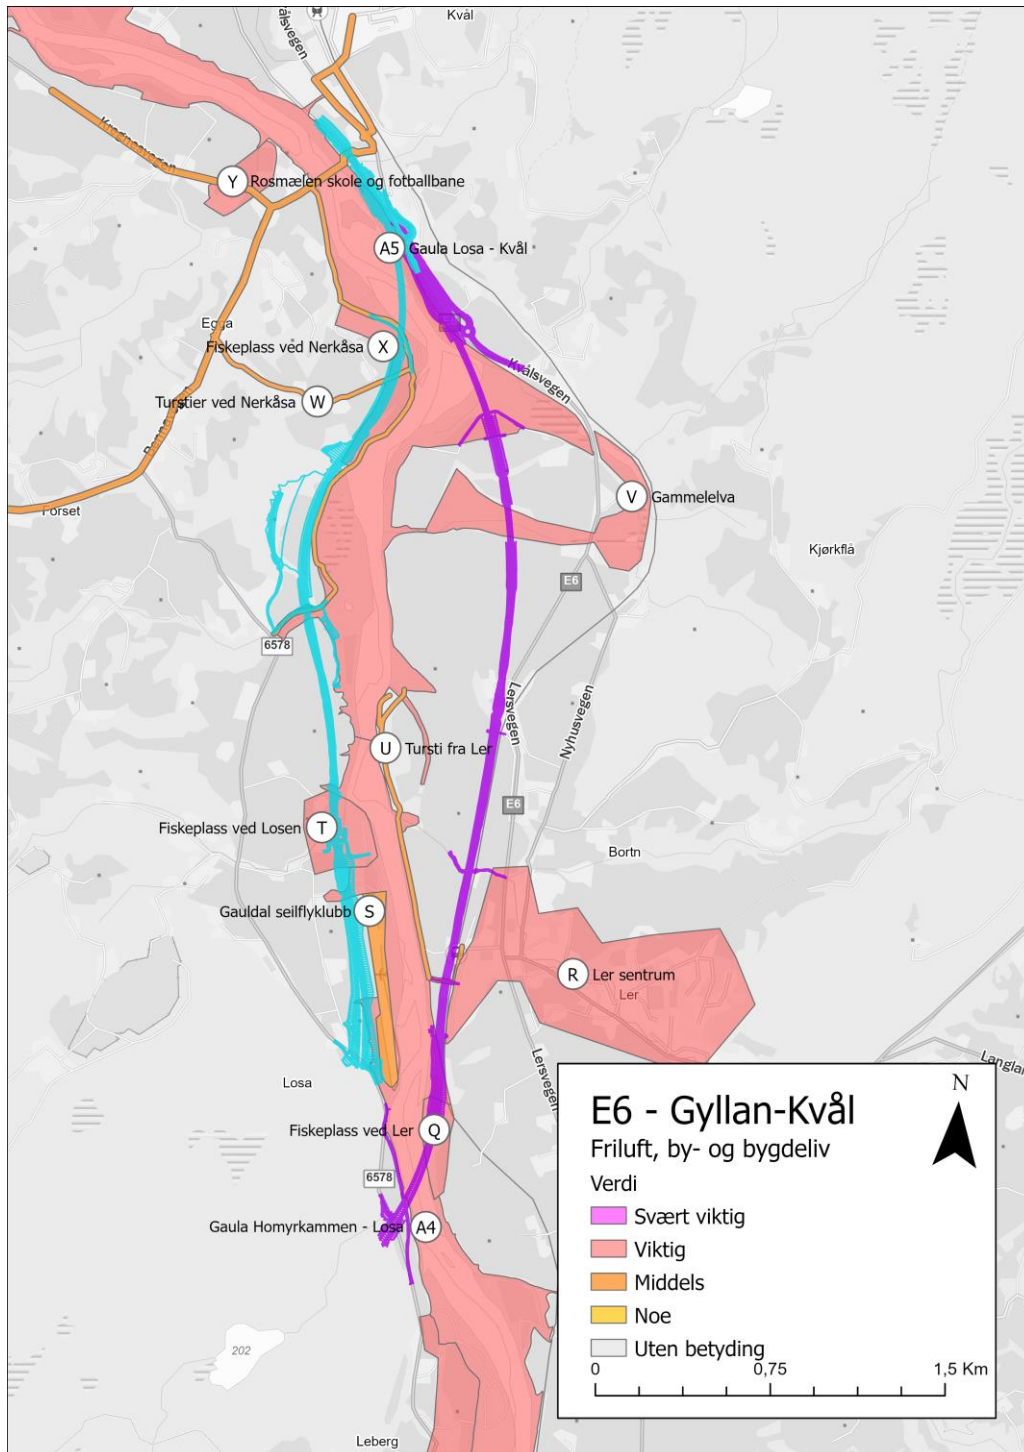 Kvål
ålsvegen
Krognesvegen
Y
Rosmælen skole og fotballbane
A5
Gaula Losa - Kvål
Egga
Fiskeplass ved Nerkåsa
X
Kvålsvegen
Turstier ved Nerkåsa
W
V
Gammelelva
Forset
Kjørkflå
E6
6578
Lersvegen
Nyhusvegen
U
Tursti fra Ler
E6
Fiskeplass ved Losen
T
Bortn
Gauldal seilflyklubb
S
R
Ler sentrum
Ler
Lersvegen
Langlan
Losa
Fiskeplass ved Ler
Q
6578
Gaula Homyrkammen - Losa
A4
202
Leberg
N
E6 - Gyllan-Kvål
Friluft, by- og bygdeliv
Verdi
Svært viktig
Viktig
Middels
Noe
Uten betyding
0 0,75 1,5 Km